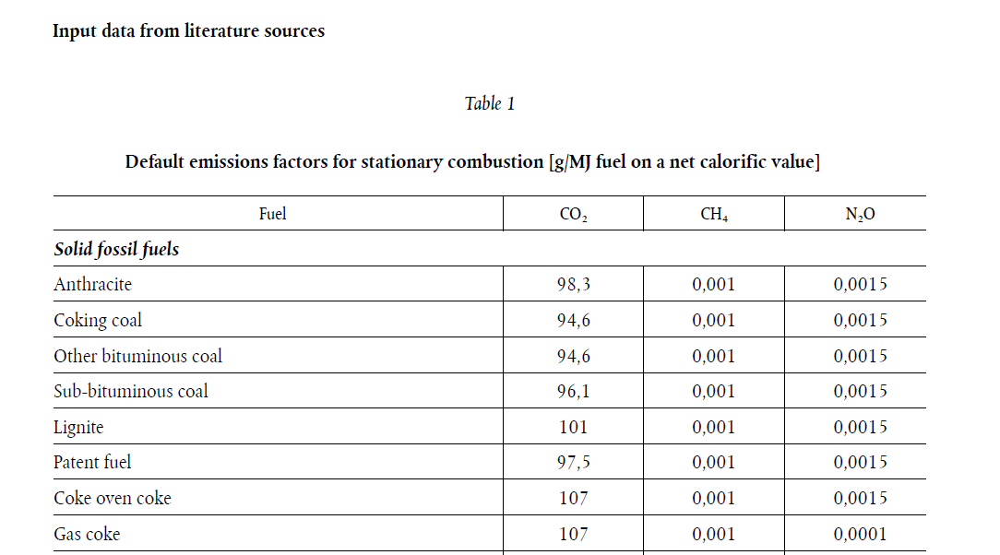 Input data from literature sources
Table 1
Default emissions factors for stationary combustion [g/MJ fuel on a net calorific value]
Fuel CO₂ CH₄ N₂O
Solid fossil fuels
Anthracite 98,3 0,001 0,0015
Coking coal 94,6 0,001 0,0015
Other bituminous coal 94,6 0,001 0,0015
Sub-bituminous coal 96,1 0,001 0,0015
Lignite 101 0,001 0,0015
Patent fuel 97,5 0,001 0,0015
Coke oven coke 107 0,001 0,0015
Gas coke 107 0,001 0,0001